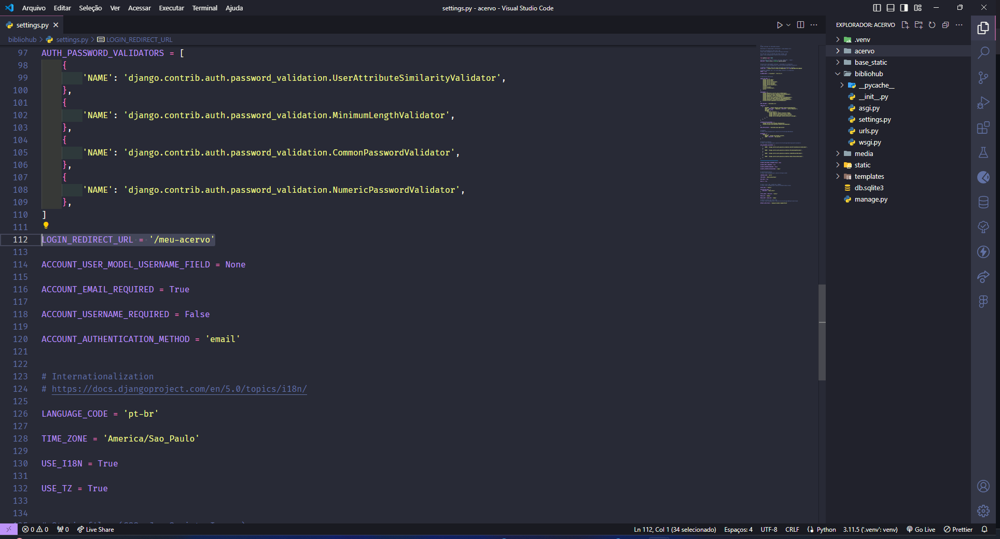 Arquivo Editar Seleção Ver Acessar Executar Terminal Ajuda
settings.py - acervo - Visual Studio Code
settings.py
EXPLORADOR: ACERVO
bibliohub > settings.py > LOGIN_REDIRECT_URL
97 AUTH_PASSWORD_VALIDATORS = [
98 {
99 'NAME': 'django.contrib.auth.password_validation.UserAttributeSimilarityValidator',
100 },
101 {
102 'NAME': 'django.contrib.auth.password_validation.MinimumLengthValidator',
103 },
104 {
105 'NAME': 'django.contrib.auth.password_validation.CommonPasswordValidator',
106 },
107 {
108 'NAME': 'django.contrib.auth.password_validation.NumericPasswordValidator',
109 },
110 ]
111
112 LOGIN_REDIRECT_URL = '/meu-acervo'
113
114 ACCOUNT_USER_MODEL_USERNAME_FIELD = None
115
116 ACCOUNT_EMAIL_REQUIRED = True
117
118 ACCOUNT_USERNAME_REQUIRED = False
119
120 ACCOUNT_AUTHENTICATION_METHOD = 'email'
121
122
123 # Internationalization
124 # https://docs.djangoproject.com/en/5.0/topics/i18n/
125
126 LANGUAGE_CODE = 'pt-br'
127
128 TIME_ZONE = 'America/Sao_Paulo'
129
130 USE_I18N = True
131
132 USE_TZ = True
133
134
.venv
acervo
base_static
bibliohub
__pycache__
__init__.py
asgi.py
settings.py
urls.py
wsgi.py
media
static
templates
db.sqlite3
manage.py
0 0 0 Live Share
Ln 112, Col 1 (34 selecionado) Espaços: 4 UTF-8 CRLF Python 3.11.5 ('.venv': venv) Go Live Prettier